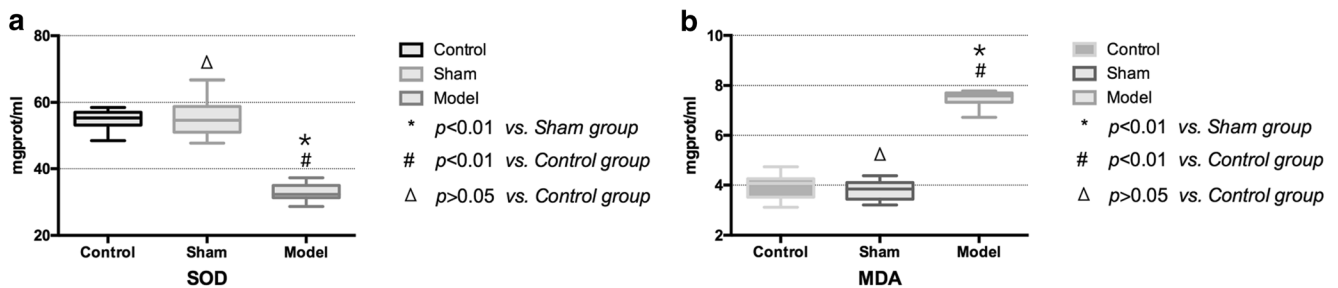 a
80
60
40
20
mgprot/ml
Δ
*
#
Control
Sham
Model
SOD
Control
Sham
Model
* p<0.01 vs. Sham group
# p<0.01 vs. Control group
Δ p>0.05 vs. Control group
b
10
8
6
4
2
mgprot/ml
Δ
*
#
Control
Sham
Model
MDA
Control
Sham
Model
* p<0.01 vs. Sham group
# p<0.01 vs. Control group
Δ p>0.05 vs. Control group